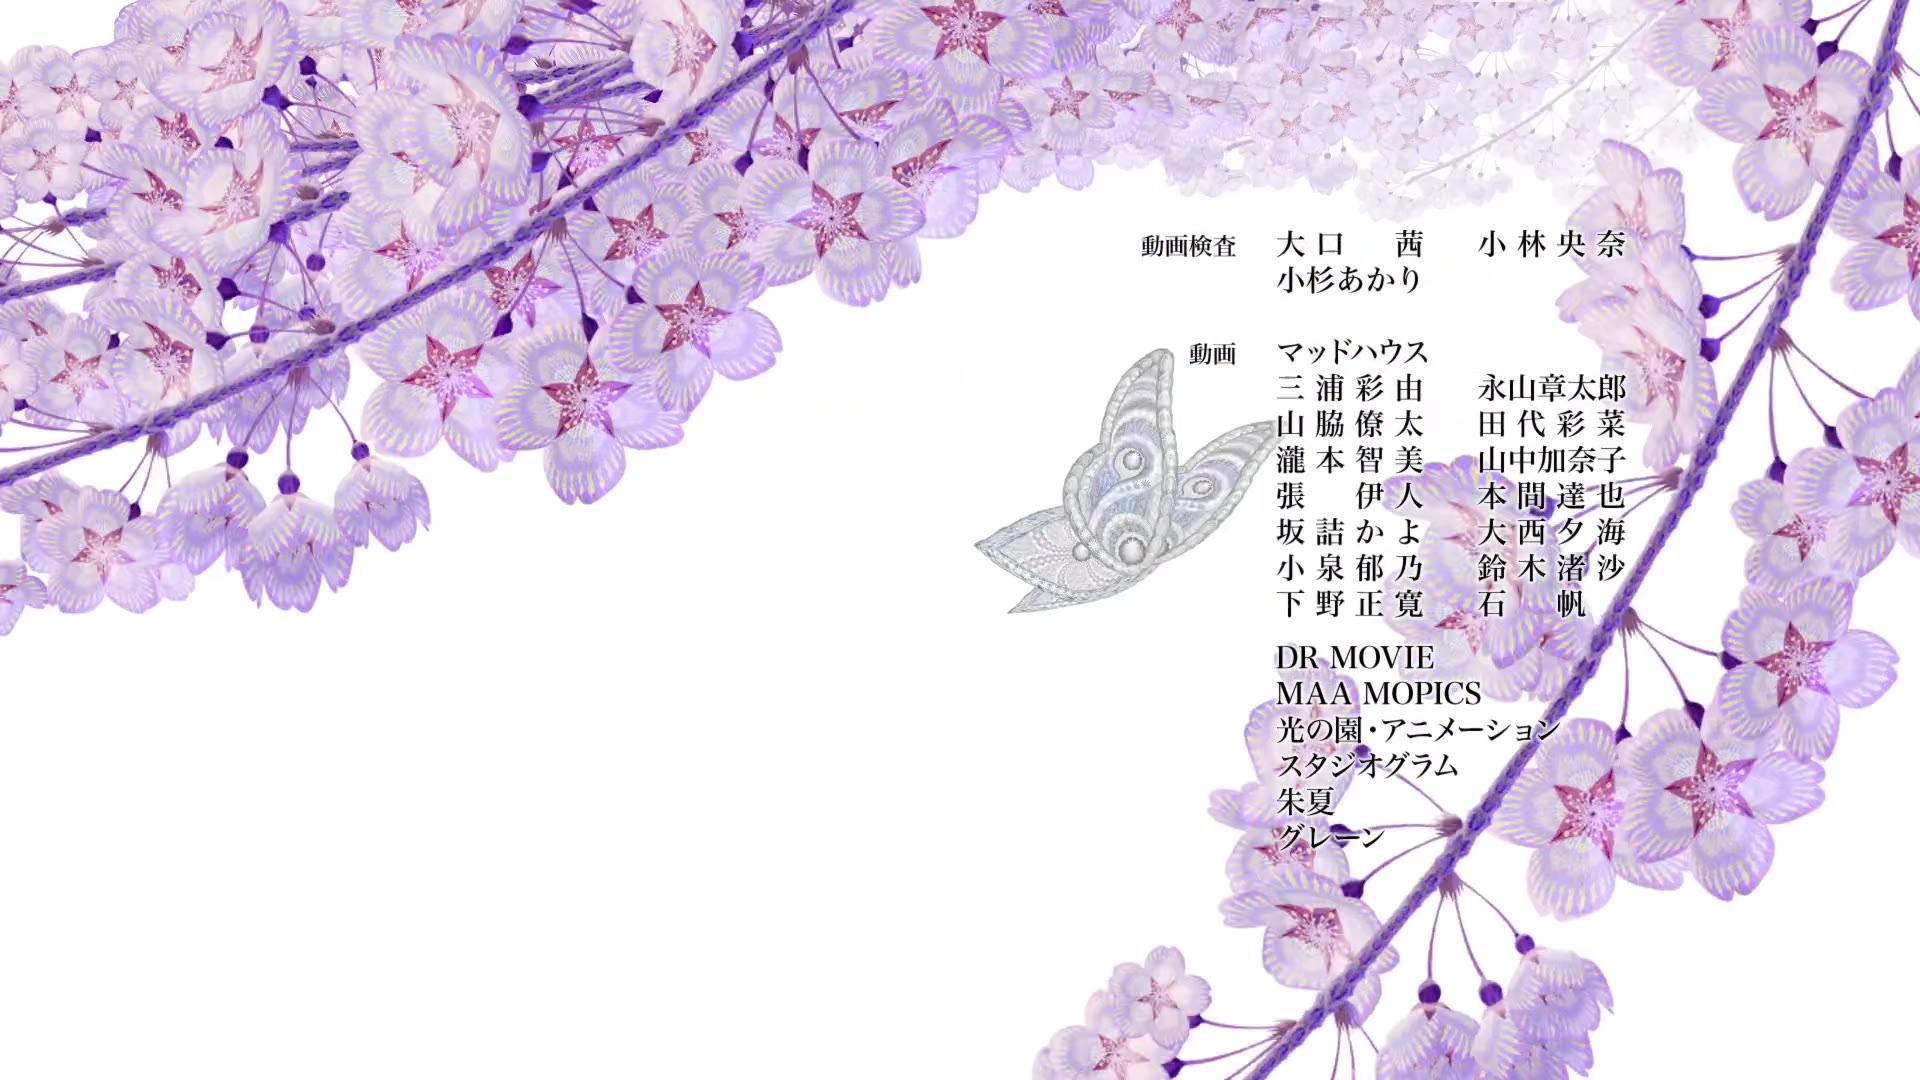 動画検査 大口 茜 小林央奈
小杉あかり
動画 マッドハウス
三浦彩由 永山章太郎
山脇僚太 田代彩菜
瀧本智美 山中加奈子
張 伊人 本間達也
坂詰かよ 大西夕海
小泉郁乃 鈴木渚沙
下野正寛 石 帆
DR MOVIE
MAA MOPICS
光の園・アニメーション
スタジオグラム
朱夏
グレーン